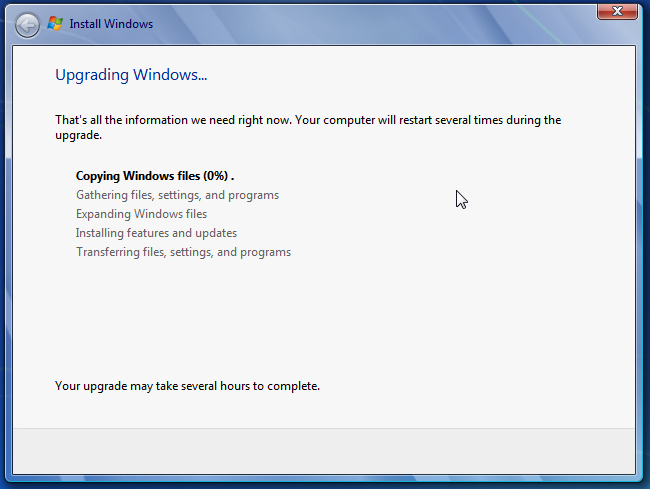 Install Windows
Upgrading Windows...
That's all the information we need right now. Your computer will restart several times during the
upgrade.
Copying Windows files (0%) .
Gathering files, settings, and programs
Expanding Windows files
Installing features and updates
Transferring files, settings, and programs
Your upgrade may take several hours to complete.